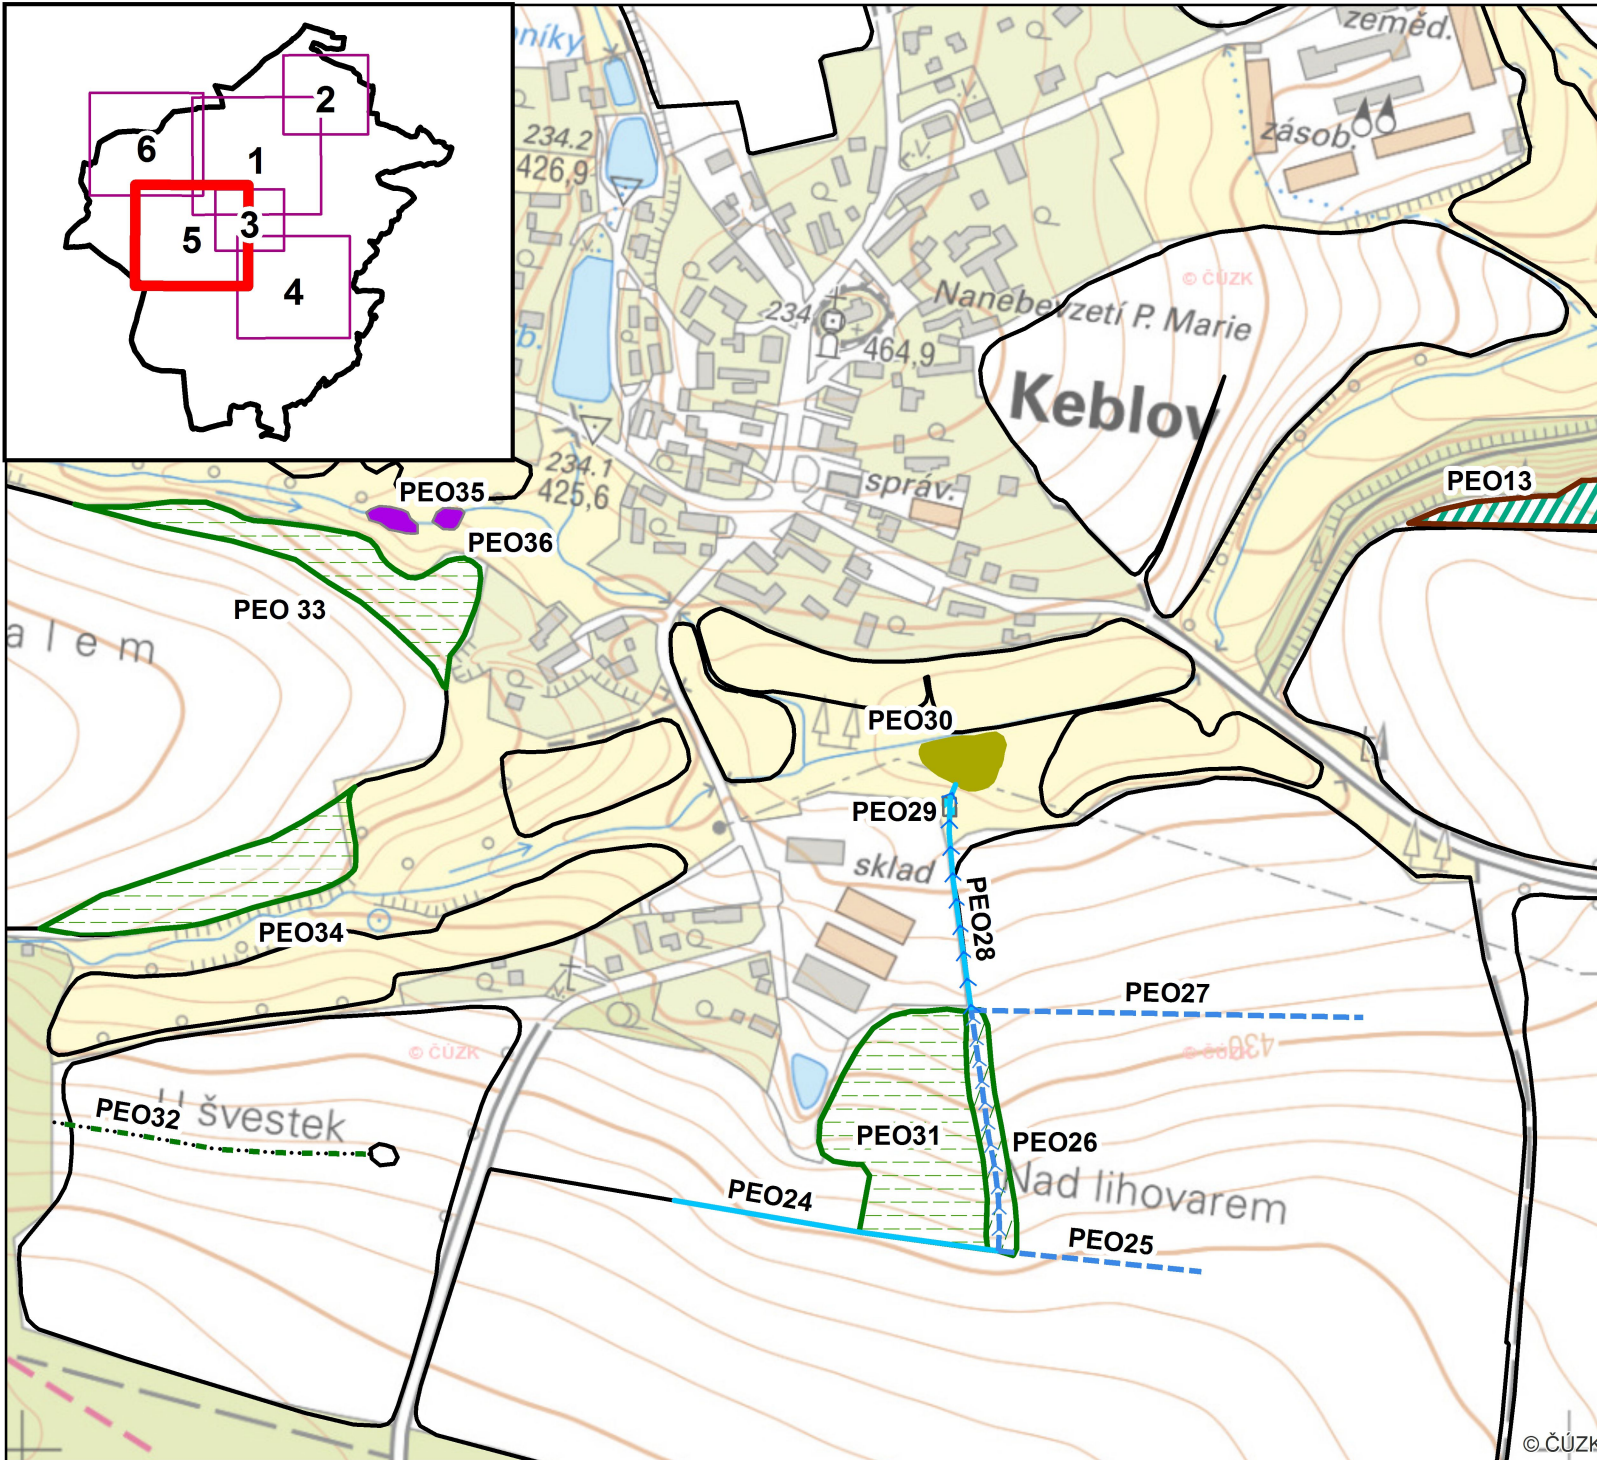 2
6
1
3
5
4
níky
234.2
426,9
zeměd.
zásob.
© ČÚZK
Nanebevzetí P. Marie
234
464,9
Keblov
b.
234.1
425,6
správ.
PEO13
PEO35
PEO36
PEO 33
alem
PEO30
PEO29
sklad
PEO28
PEO34
PEO27
430
© ČÚZK
© ČÚZK
PEO32
U švestek
PEO31
PEO26
Nad lihovarem
PEO24
PEO25
© ČÚZK